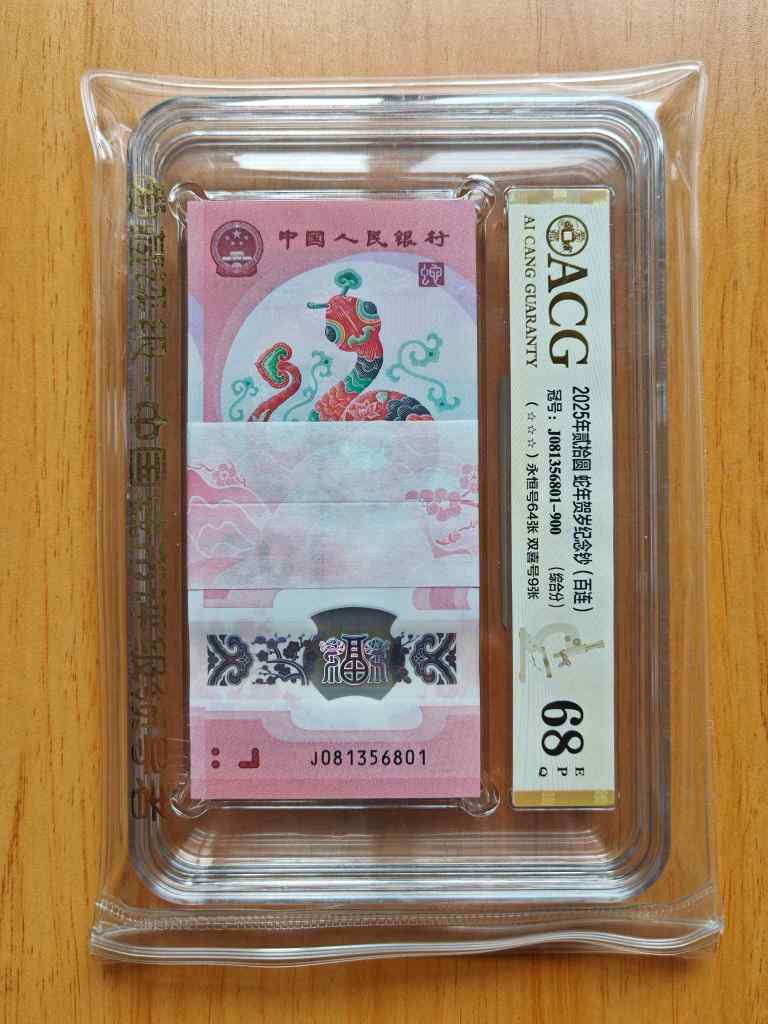 中国人民银行
福
J081356801
ACG
AI CANG GUARANTY
2025年贰拾圆 蛇年贺岁纪念钞（百连）
冠号：J081356801-900 （综合分）
（☆☆☆）永恒号64张 双喜号9张
68
E
P
Q